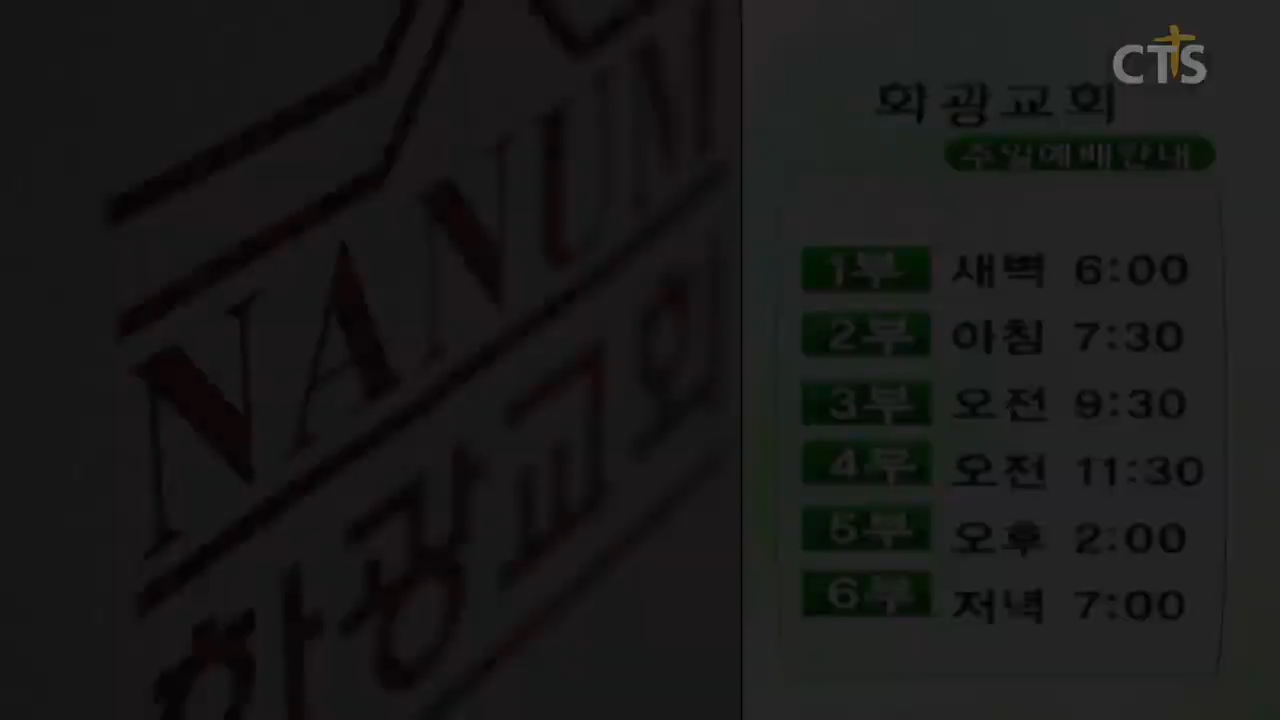 CTS
NANUM
화광교회
화광교회
주일예배안내
1부 새벽 6:00
2부 아침 7:30
3부 오전 9:30
4부 오전 11:30
5부 오후 2:00
6부 저녁 7:00